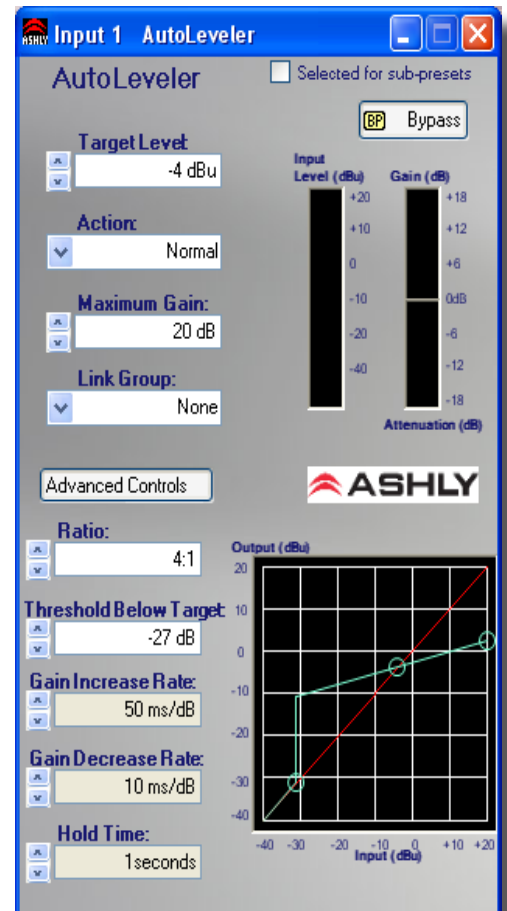 ASHLY Input 1 AutoLeveler
AutoLeveler
Selected for sub-presets
BP Bypass
Target Level:
-4 dBu
Action:
Normal
Maximum Gain:
20 dB
Link Group:
None
Input
Level (dBu) Gain (dB)
+20 +18
+10 +12
0 +6
-10 0dB
-20 -6
-40 -12
-18
Attenuation (dB)
Advanced Controls
ASHLY
Ratio:
4:1
Threshold Below Target:
-27 dB
Gain Increase Rate:
50 ms/dB
Gain Decrease Rate:
10 ms/dB
Hold Time:
1seconds
Output (dBu)
20
10
0
-10
-20
-30
-40
-40 -30 -20 -10 0 +10 +20
Input (dBu)